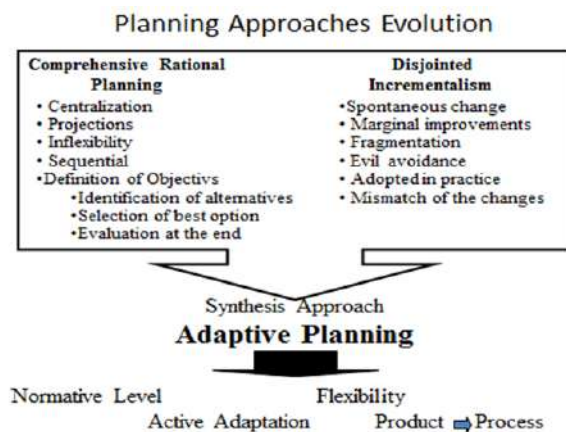 Planning Approaches Evolution
Comprehensive Rational
Planning
• Centralization
• Projections
• Inflexibility
• Sequential
•Definition of Objectivs
•Identification of alternatives
•Selection of best option
•Evaluation at the end
Disjointed
Incrementalism
•Spontaneous change
• Marginal improvements
• Fragmentation
• Evil avoidance
• Adopted in practice
• Mismatch of the changes
Synthesis Approach
Adaptive Planning
Normative Level Flexibility
Active Adaptation Product Process